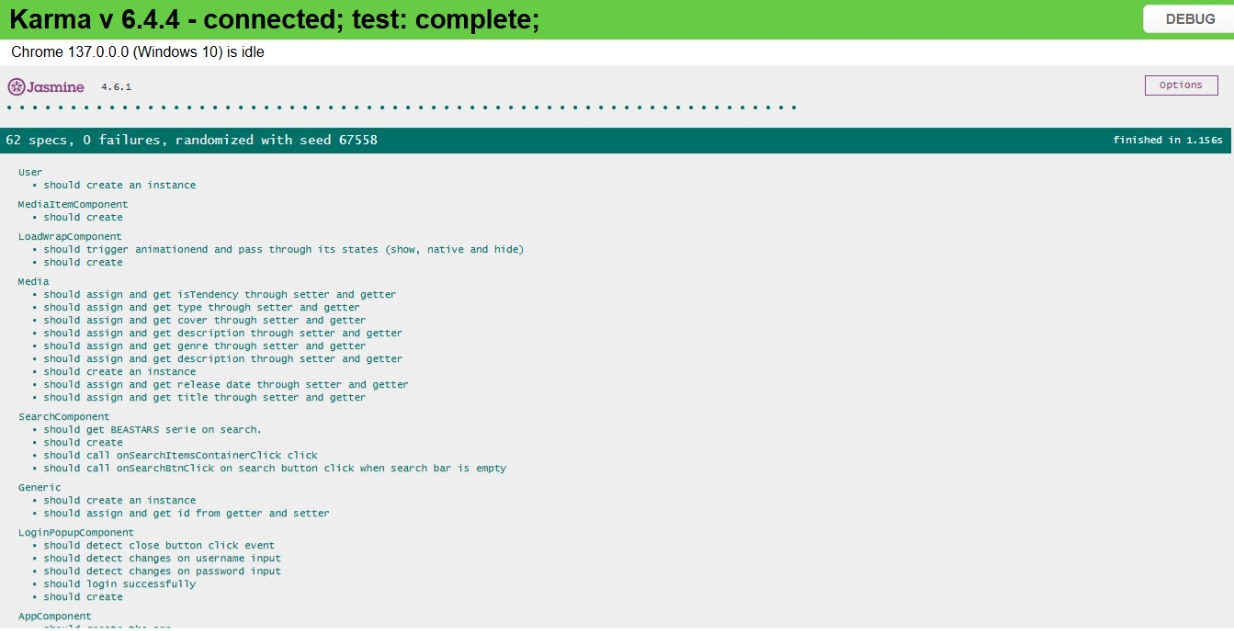 Karma v 6.4.4 - connected; test: complete;
DEBUG
Chrome 137.0.0.0 (Windows 10) is idle
Jasmine 4.6.1
Options
62 specs, 0 failures, randomized with seed 67558
finished in 1.156s
User
• should create an instance
MediaItemComponent
• should create
LoadWrapComponent
• should trigger animationend and pass through its states (show, native and hide)
• should create
Media
• should assign and get isTendency through setter and getter
• should assign and get type through setter and getter
• should assign and get cover through setter and getter
• should assign and get description through setter and getter
• should assign and get genre through setter and getter
• should assign and get description through setter and getter
• should create an instance
• should assign and get release date through setter and getter
• should assign and get title through setter and getter
SearchComponent
• should get BEASTARS serie on search.
• should create
• should call onSearchItemsContainerClick click
• should call onSearchBtnClick on search button click when search bar is empty
Generic
• should create an instance
• should assign and get id from getter and setter
LoginPopupComponent
• should detect close button click event
• should detect changes on username input
• should detect changes on password input
• should login successfully
• should create
AppComponent